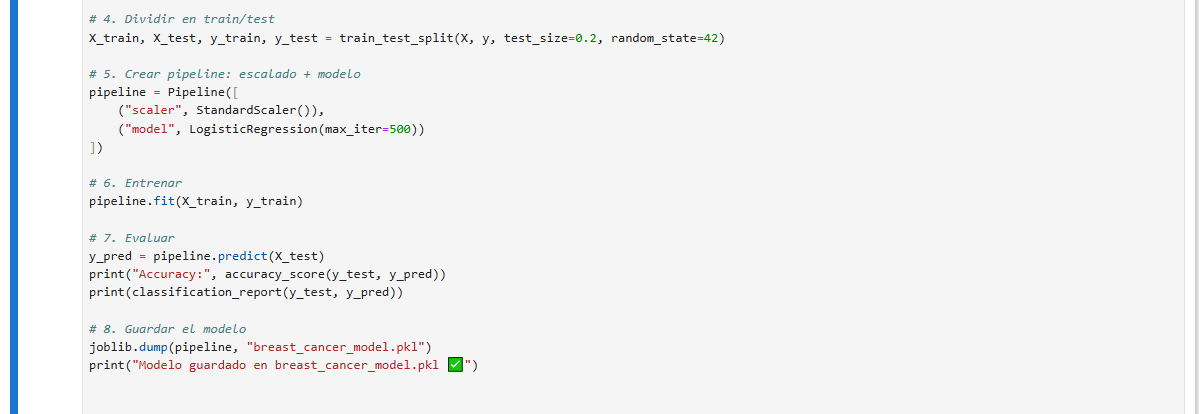 # 4. Dividir en train/test
X_train, X_test, y_train, y_test = train_test_split(X, y, test_size=0.2, random_state=42)
# 5. Crear pipeline: escalado + modelo
pipeline = Pipeline([
    ("scaler", StandardScaler()),
    ("model", LogisticRegression(max_iter=500))
])
# 6. Entrenar
pipeline.fit(X_train, y_train)
# 7. Evaluar
y_pred = pipeline.predict(X_test)
print("Accuracy:", accuracy_score(y_test, y_pred))
print(classification_report(y_test, y_pred))
# 8. Guardar el modelo
joblib.dump(pipeline, "breast_cancer_model.pkl")
print("Modelo guardado en breast_cancer_model.pkl ✅")